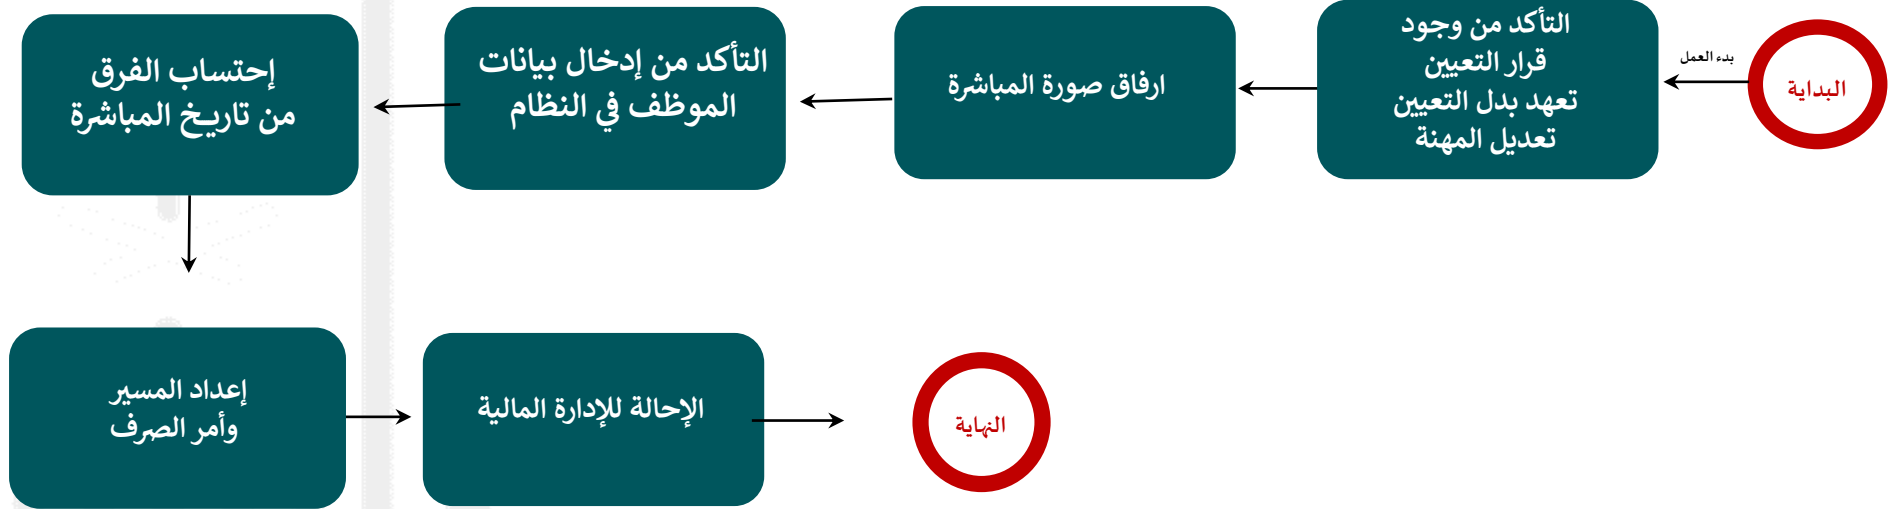 البداية
بدء العمل
التأكد من وجود
قرار التعيين
تعهد بدل التعيين
تعديل المهنة
ارفاق صورة المباشرة
التأكد من إدخال بيانات
الموظف في النظام
إحتساب الفرق
من تاريخ المباشرة
إعداد المسير
وأمر الصرف
الإحالة للإدارة المالية
النهاية